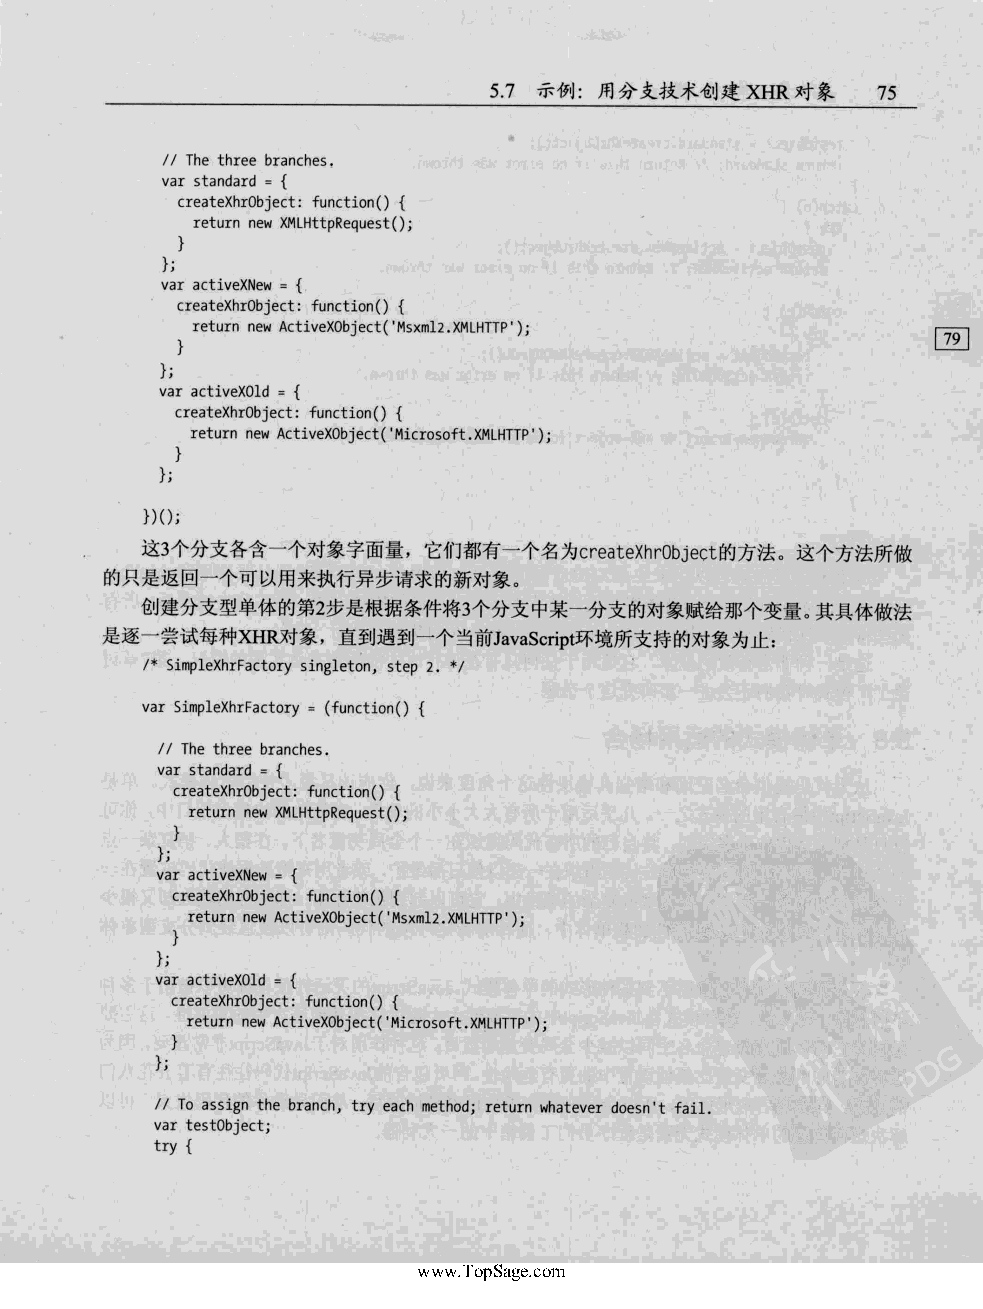 5.7 示例：用分支技术创建 XHR 对象 75
// The three branches.
var standard = {
createXhrObject: function() {
return new XMLHttpRequest();
}
};
var activeXNew = {
createXhrObject: function() {
return new ActiveXObject('Msxml2.XMLHTTP');
}
79
};
var activeXOld = {
createXhrObject: function() {
return new ActiveXObject('Microsoft.XMLHTTP');
}
};
})();
这3个分支各含一个对象字面量，它们都有一个名为createXhrObject的方法。这个方法所做
的只是返回一个可以用来执行异步请求的新对象。
创建分支型单体的第2步是根据条件将3个分支中某一分支的对象赋给那个变量。其具体做法
是逐一尝试每种XHR对象，直到遇到一个当前JavaScript环境所支持的对象为止：
/* SimpleXhrFactory singleton, step 2. */
var SimpleXhrFactory = (function() {
// The three branches.
var standard = {
createXhrObject: function() {
return new XMLHttpRequest();
}
};
var activeXNew = {
createXhrObject: function() {
return new ActiveXObject('Msxml2.XMLHTTP');
}
};
var activeXOld = {
createXhrObject: function() {
return new ActiveXObject('Microsoft.XMLHTTP');
}
};
// To assign the branch, try each method; return whatever doesn't fail.
var testObject;
try {
PDG
www.TopSage.com